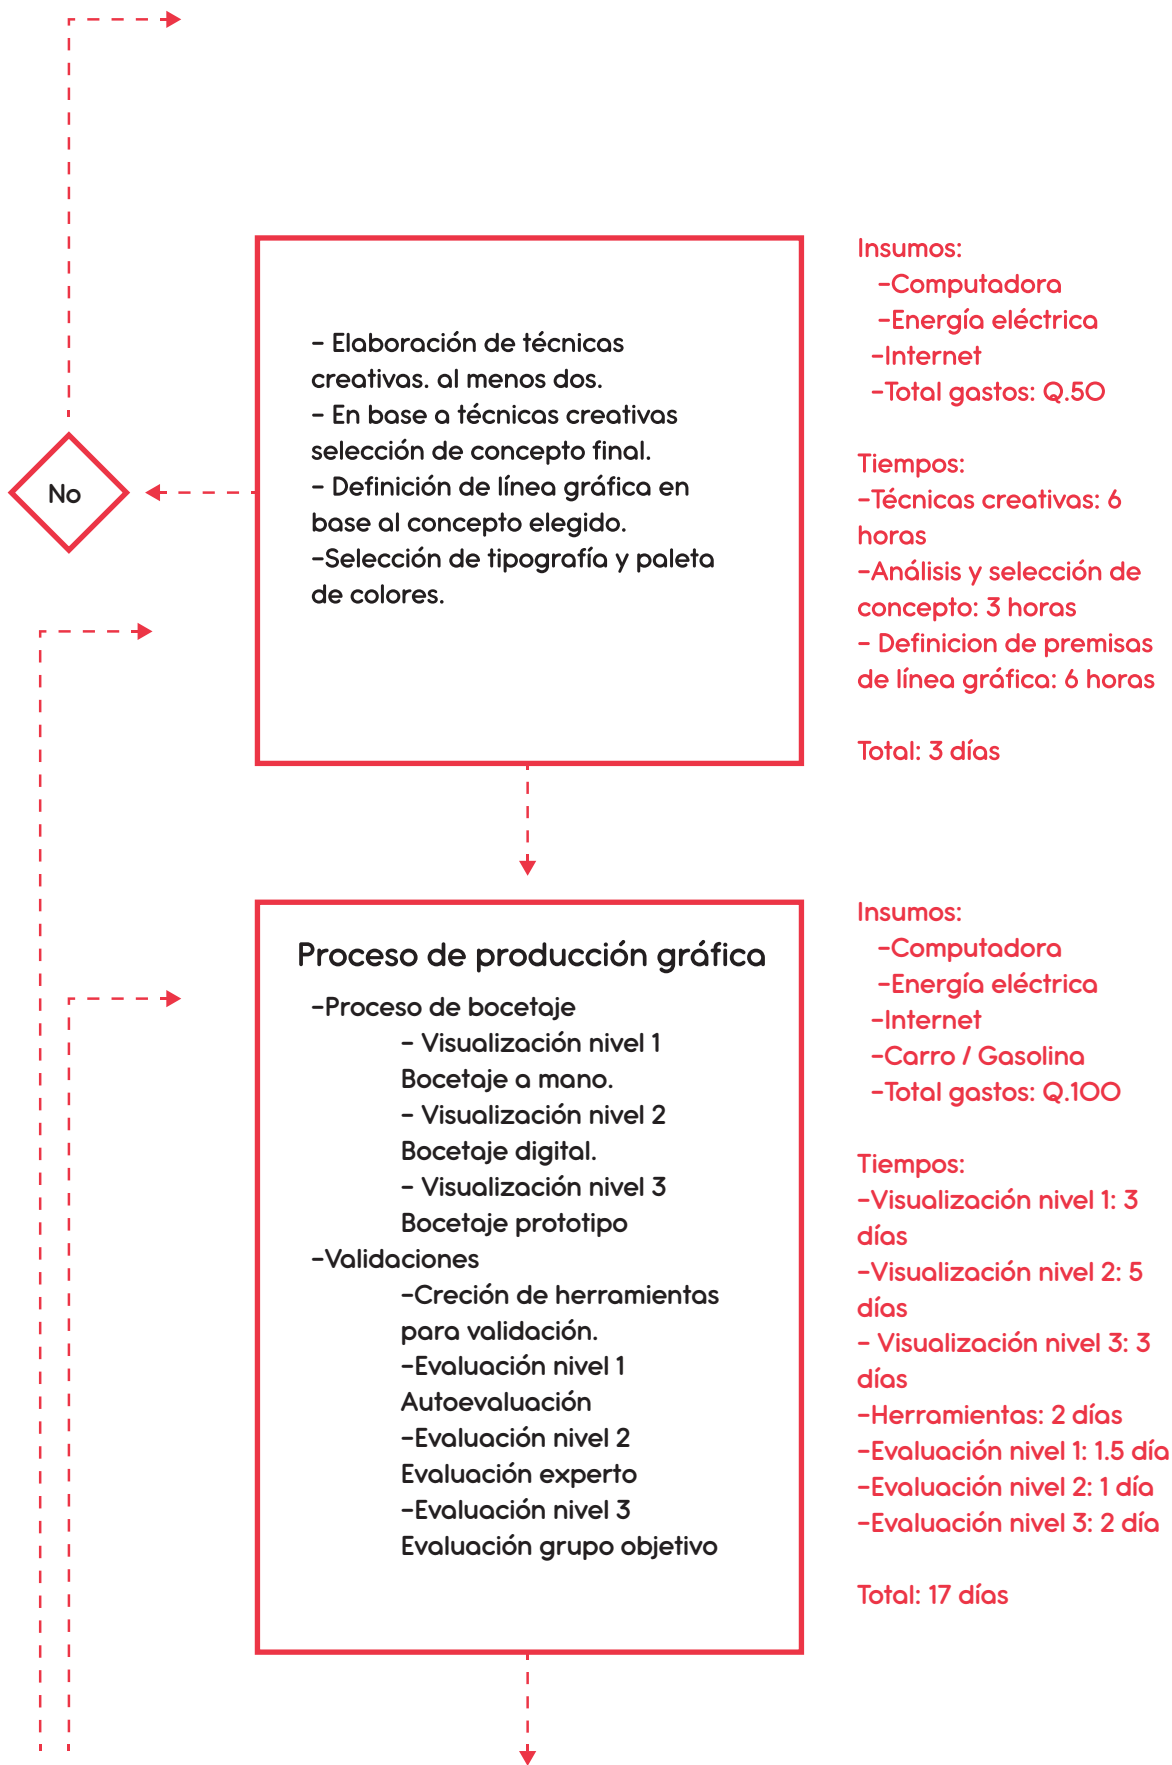 - Elaboración de técnicas
creativas. al menos dos.
- En base a técnicas creativas
selección de concepto final.
- Definición de línea gráfica en
base al concepto elegido.
-Selección de tipografía y paleta
de colores.
No
Insumos:
-Computadora
-Energía eléctrica
-Internet
-Total gastos: Q.50
Tiempos:
-Técnicas creativas: 6
horas
-Análisis y selección de
concepto: 3 horas
- Definicion de premisas
de línea gráfica: 6 horas
Total: 3 días
Proceso de producción gráfica
-Proceso de bocetaje
- Visualización nivel 1
Bocetaje a mano.
- Visualización nivel 2
Bocetaje digital.
- Visualización nivel 3
Bocetaje prototipo
-Validaciones
-Creción de herramientas
para validación.
-Evaluación nivel 1
Autoevaluación
-Evaluación nivel 2
Evaluación experto
-Evaluación nivel 3
Evaluación grupo objetivo
Insumos:
-Computadora
-Energía eléctrica
-Internet
-Carro / Gasolina
-Total gastos: Q.100
Tiempos:
-Visualización nivel 1: 3
días
-Visualización nivel 2: 5
días
- Visualización nivel 3: 3
días
-Herramientas: 2 días
-Evaluación nivel 1: 1.5 día
-Evaluación nivel 2: 1 día
-Evaluación nivel 3: 2 día
Total: 17 días